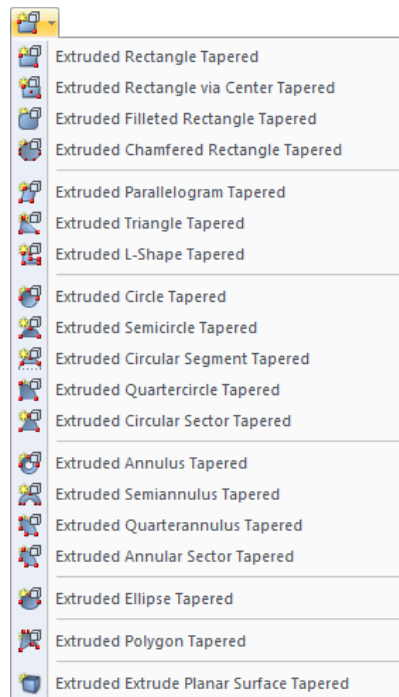 Extruded Rectangle Tapered
Extruded Rectangle via Center Tapered
Extruded Filleted Rectangle Tapered
Extruded Chamfered Rectangle Tapered
Extruded Parallelogram Tapered
Extruded Triangle Tapered
Extruded L-Shape Tapered
Extruded Circle Tapered
Extruded Semicircle Tapered
Extruded Circular Segment Tapered
Extruded Quartercircle Tapered
Extruded Circular Sector Tapered
Extruded Annulus Tapered
Extruded Semiannulus Tapered
Extruded Quarterannulus Tapered
Extruded Annular Sector Tapered
Extruded Ellipse Tapered
Extruded Polygon Tapered
Extruded Extrude Planar Surface Tapered